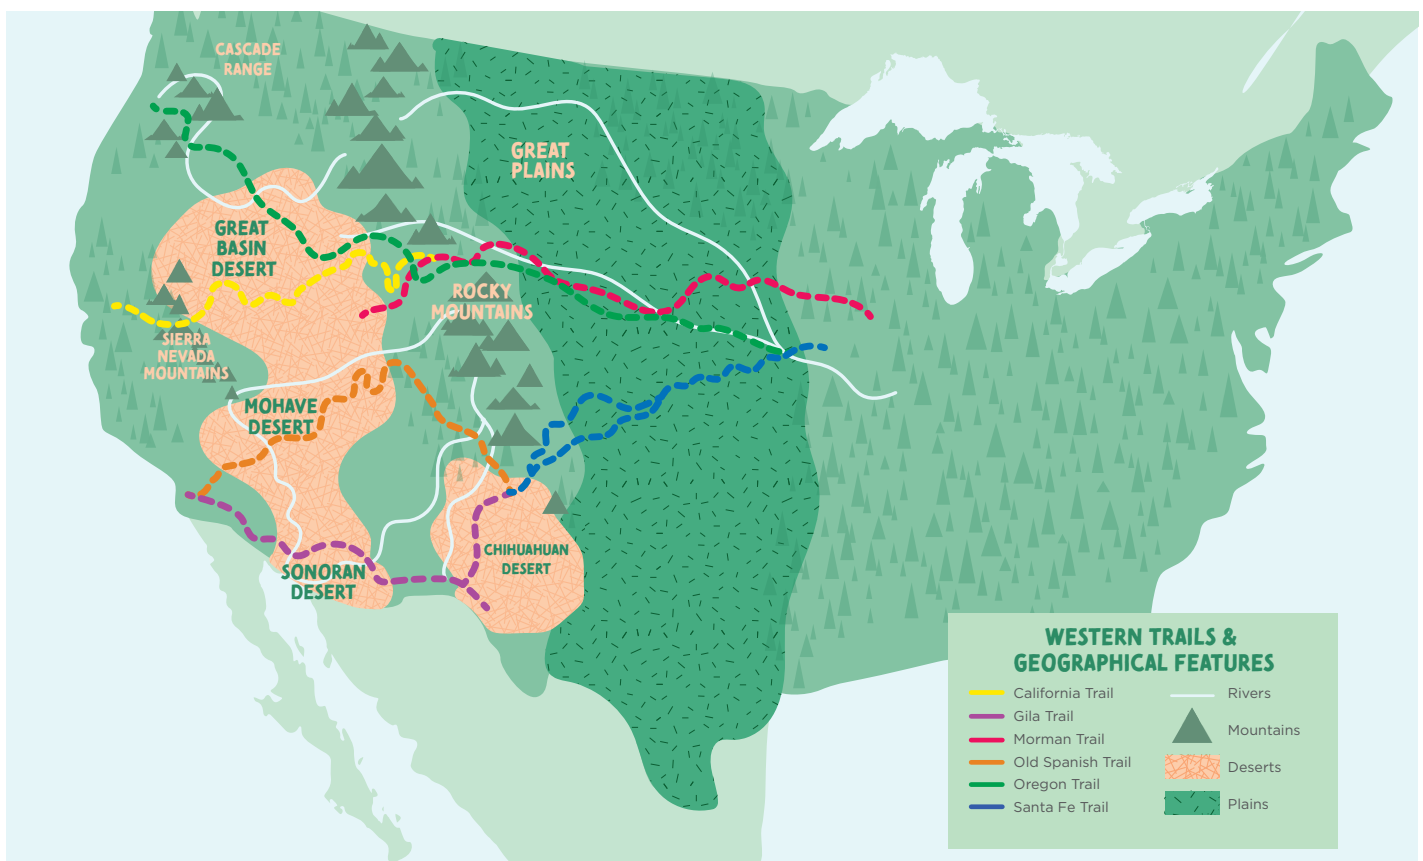 CASCADE
RANGE
GREAT
PLAINS
GREAT
BASIN
DESERT
ROCKY
MOUNTAINS
SIERRA
NEVADA
MOUNTAINS
MOHAVE
DESERT
CHIHUAHUAN
DESERT
SONORAN
DESERT
WESTERN TRAILS &
GEOGRAPHICAL FEATURES
California Trail
Gila Trail
Morman Trail
Old Spanish Trail
Oregon Trail
Santa Fe Trail
Rivers
Mountains
Deserts
Plains